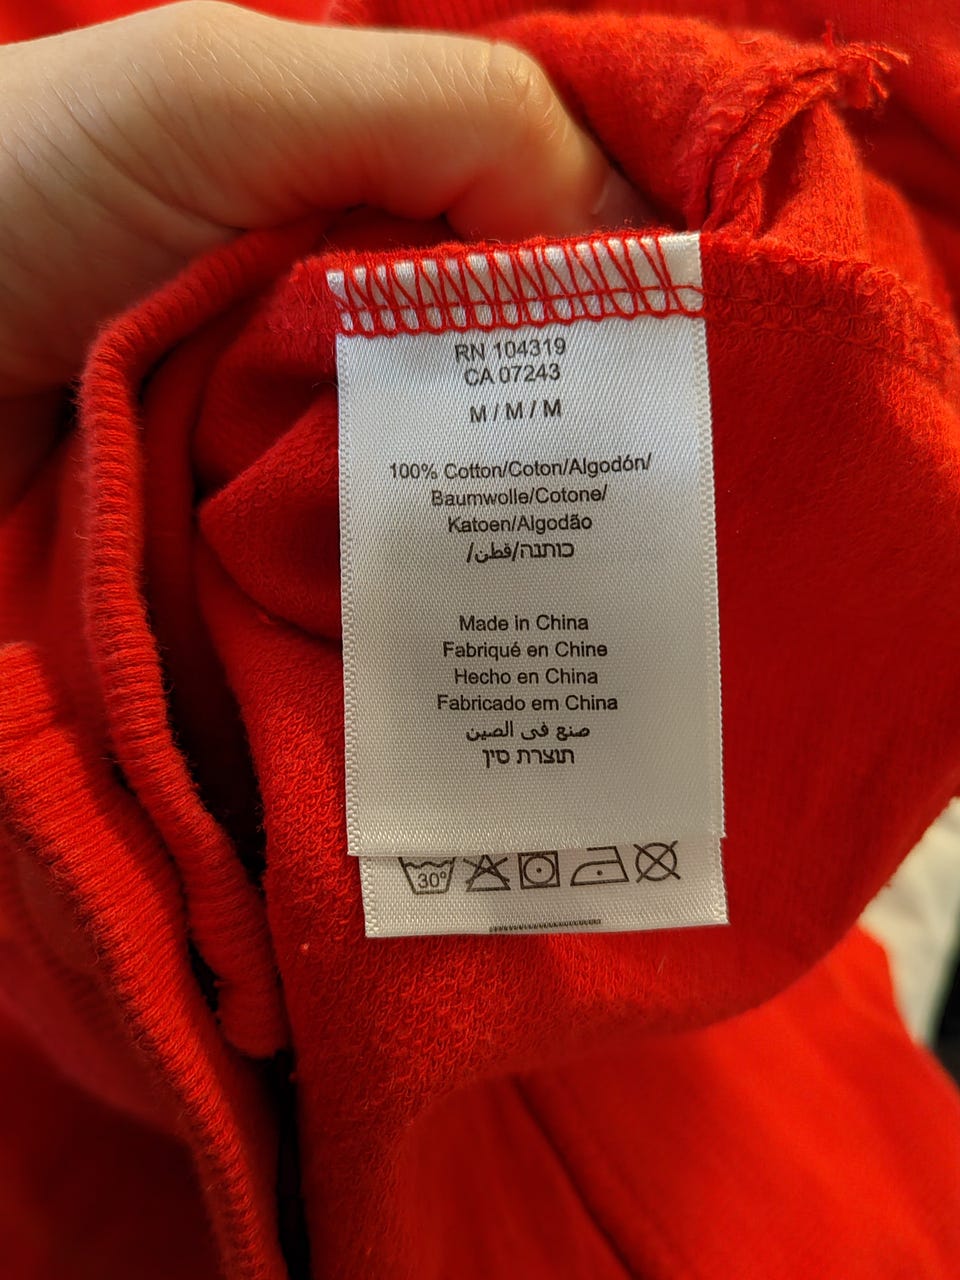 RN 104319
CA 07243
M / M / M
100% Cotton/Coton/Algodón/
Baumwolle/Cotone/
Katoen/Algodão
כותנה/قطن/
Made in China
Fabriqué en Chine
Hecho en China
Fabricado em China
صنع في الصين
תוצרת סין
30°